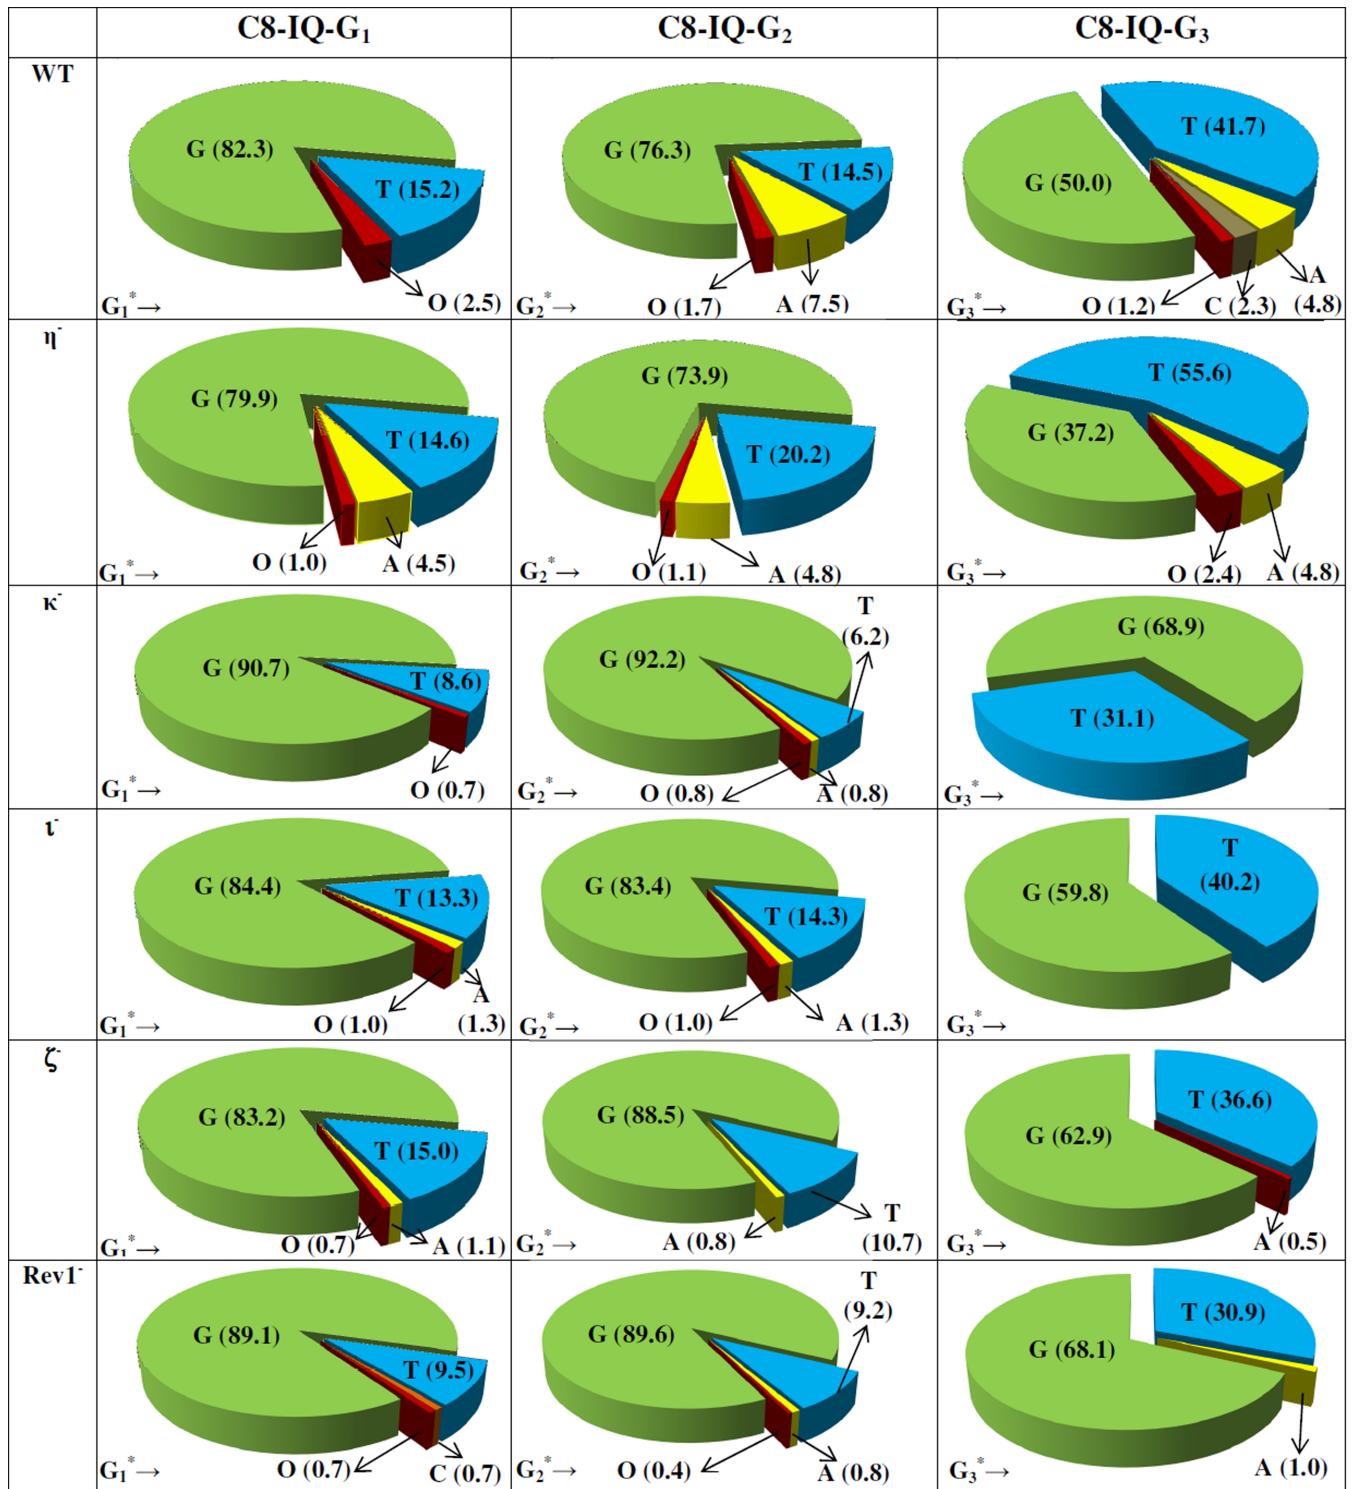 C8-IQ-G1 C8-IQ-G2 C8-IQ-G3
WT
G (82.3)
T (15.2)
O (2.5)
G1* →
G (76.3)
T (14.5)
O (1.7)
A (7.5)
G2* →
T (41.7)
G (50.0)
O (1.2)
C (2.3)
A
(4.8)
G3* →
η-
G (79.9)
T (14.6)
O (1.0)
A (4.5)
G1* →
G (73.9)
T (20.2)
O (1.1)
A (4.8)
G2* →
T (55.6)
G (37.2)
O (2.4)
A (4.8)
G3* →
κ-
G (90.7)
T (8.6)
O (0.7)
G1* →
T
(6.2)
G (92.2)
O (0.8)
A (0.8)
G2* →
G (68.9)
T (31.1)
G3* →
ι-
G (84.4)
T (13.3)
O (1.0)
A
(1.3)
G1* →
G (83.4)
T (14.3)
O (1.0)
A (1.3)
G2* →
T
(40.2)
G (59.8)
G3* →
ζ-
G (83.2)
T (15.0)
O (0.7)
A (1.1)
G1* →
G (88.5)
A (0.8)
T
(10.7)
G2* →
T (36.6)
G (62.9)
A (0.5)
G3* →
Rev1-
G (89.1)
T (9.5)
O (0.7)
C (0.7)
G1* →
T
(9.2)
G (89.6)
O (0.4)
A (0.8)
G2* →
T (30.9)
G (68.1)
A (1.0)
G3* →